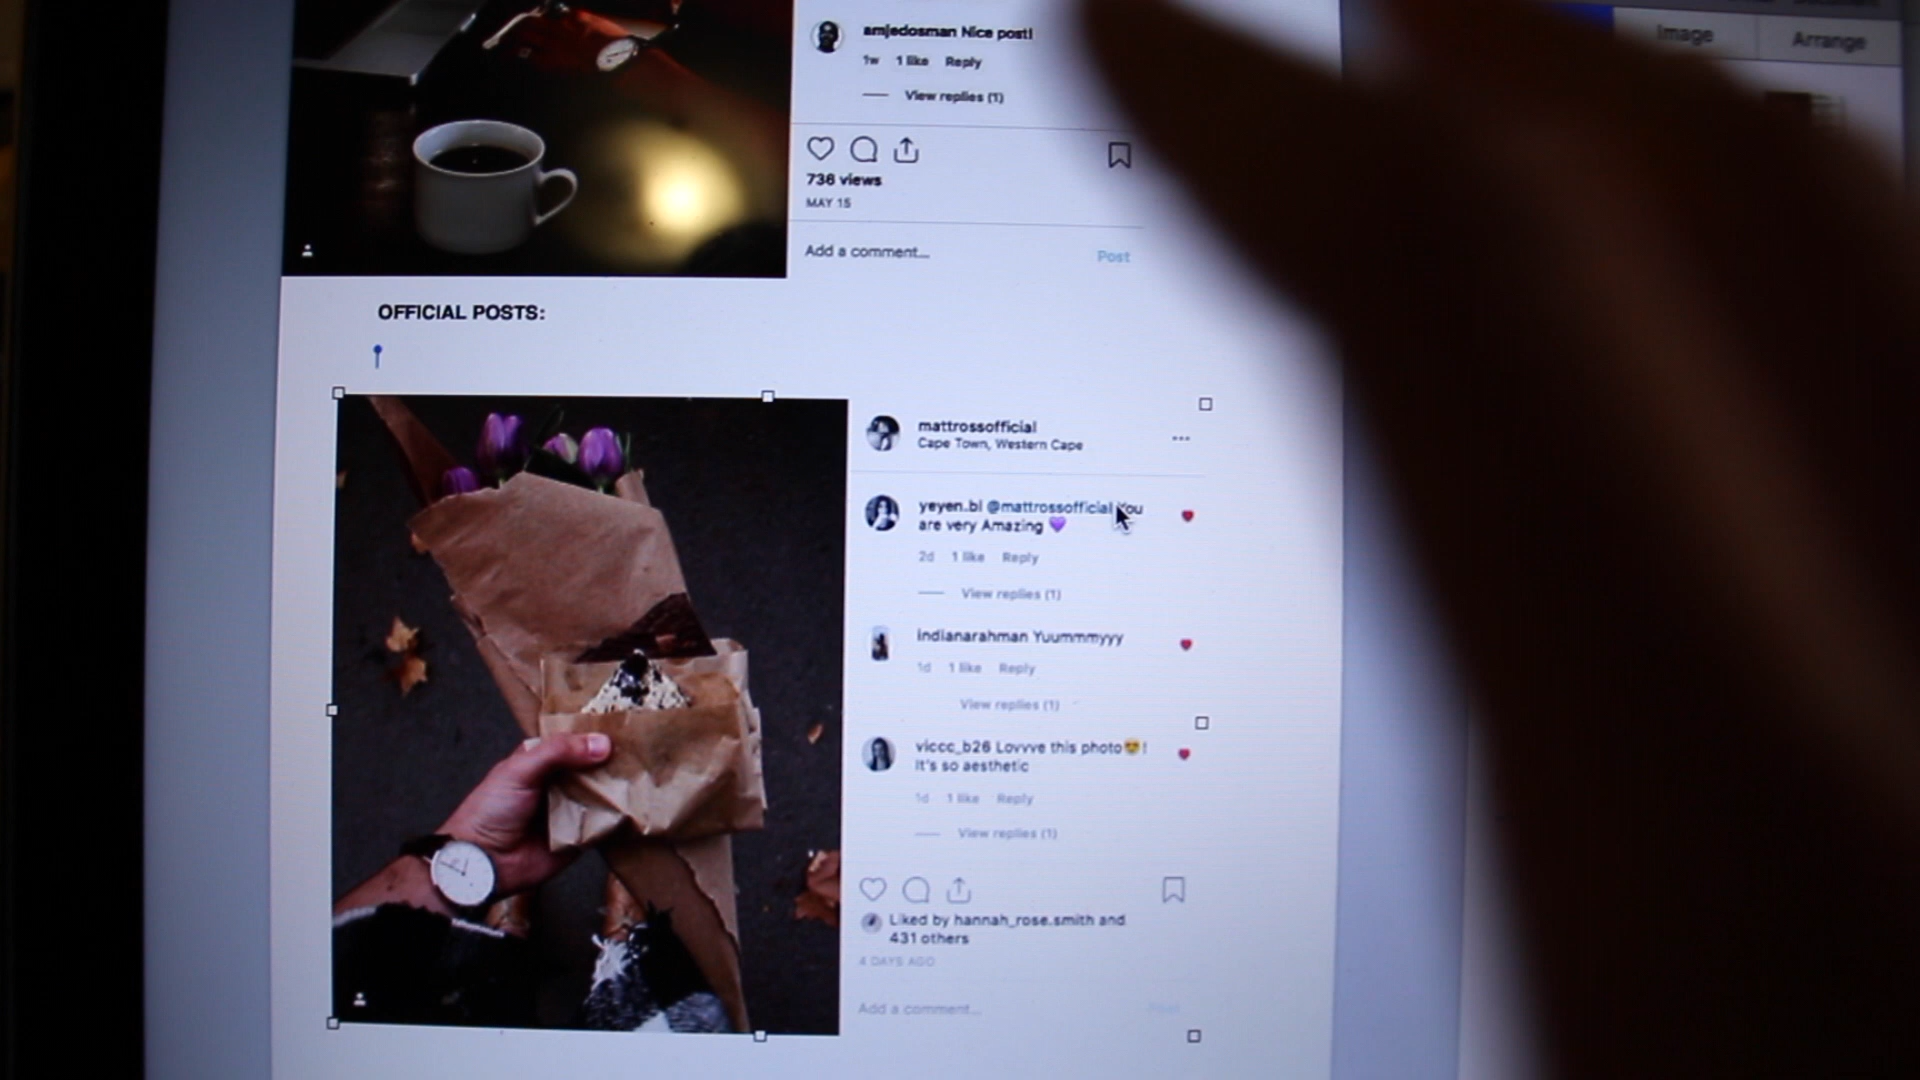 Image
Arrange
amjedosman Nice post!
1w 1 like Reply
View replies (1)
736 views
MAY 15
Add a comment... Post
OFFICIAL POSTS:
mattrossofficial
Cape Town, Western Cape
yeyen.bl @mattrossofficial You
are very Amazing 💜
2d 1 like Reply
View replies (1)
indianarahman Yuummmyyy
1d 1 like Reply
View replies (1)
viccc_b26 Lovvve this photo😍!
It's so aesthetic
1d 1 like Reply
View replies (1)
Liked by hannah_rose.smith and
431 others
4 DAYS AGO
Add a comment... Post